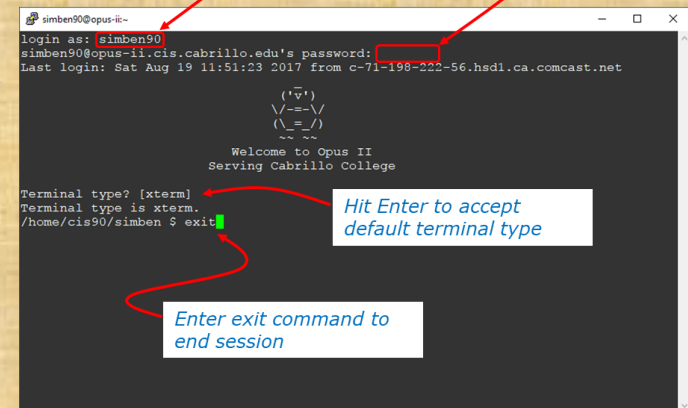 simben90@opus-ii:~
login as: simben90
simben90@opus-ii.cis.cabrillo.edu's password:
Last login: Sat Aug 19 11:51:23 2017 from c-71-198-222-56.hsd1.ca.comcast.net
_
('v')
\/-=-\/
(\_=_/)
~~ ~~
Welcome to Opus II
Serving Cabrillo College
Terminal type? [xterm]
Terminal type is xterm.
/home/cis90/simben $ exit
Hit Enter to accept
default terminal type
Enter exit command to
end session